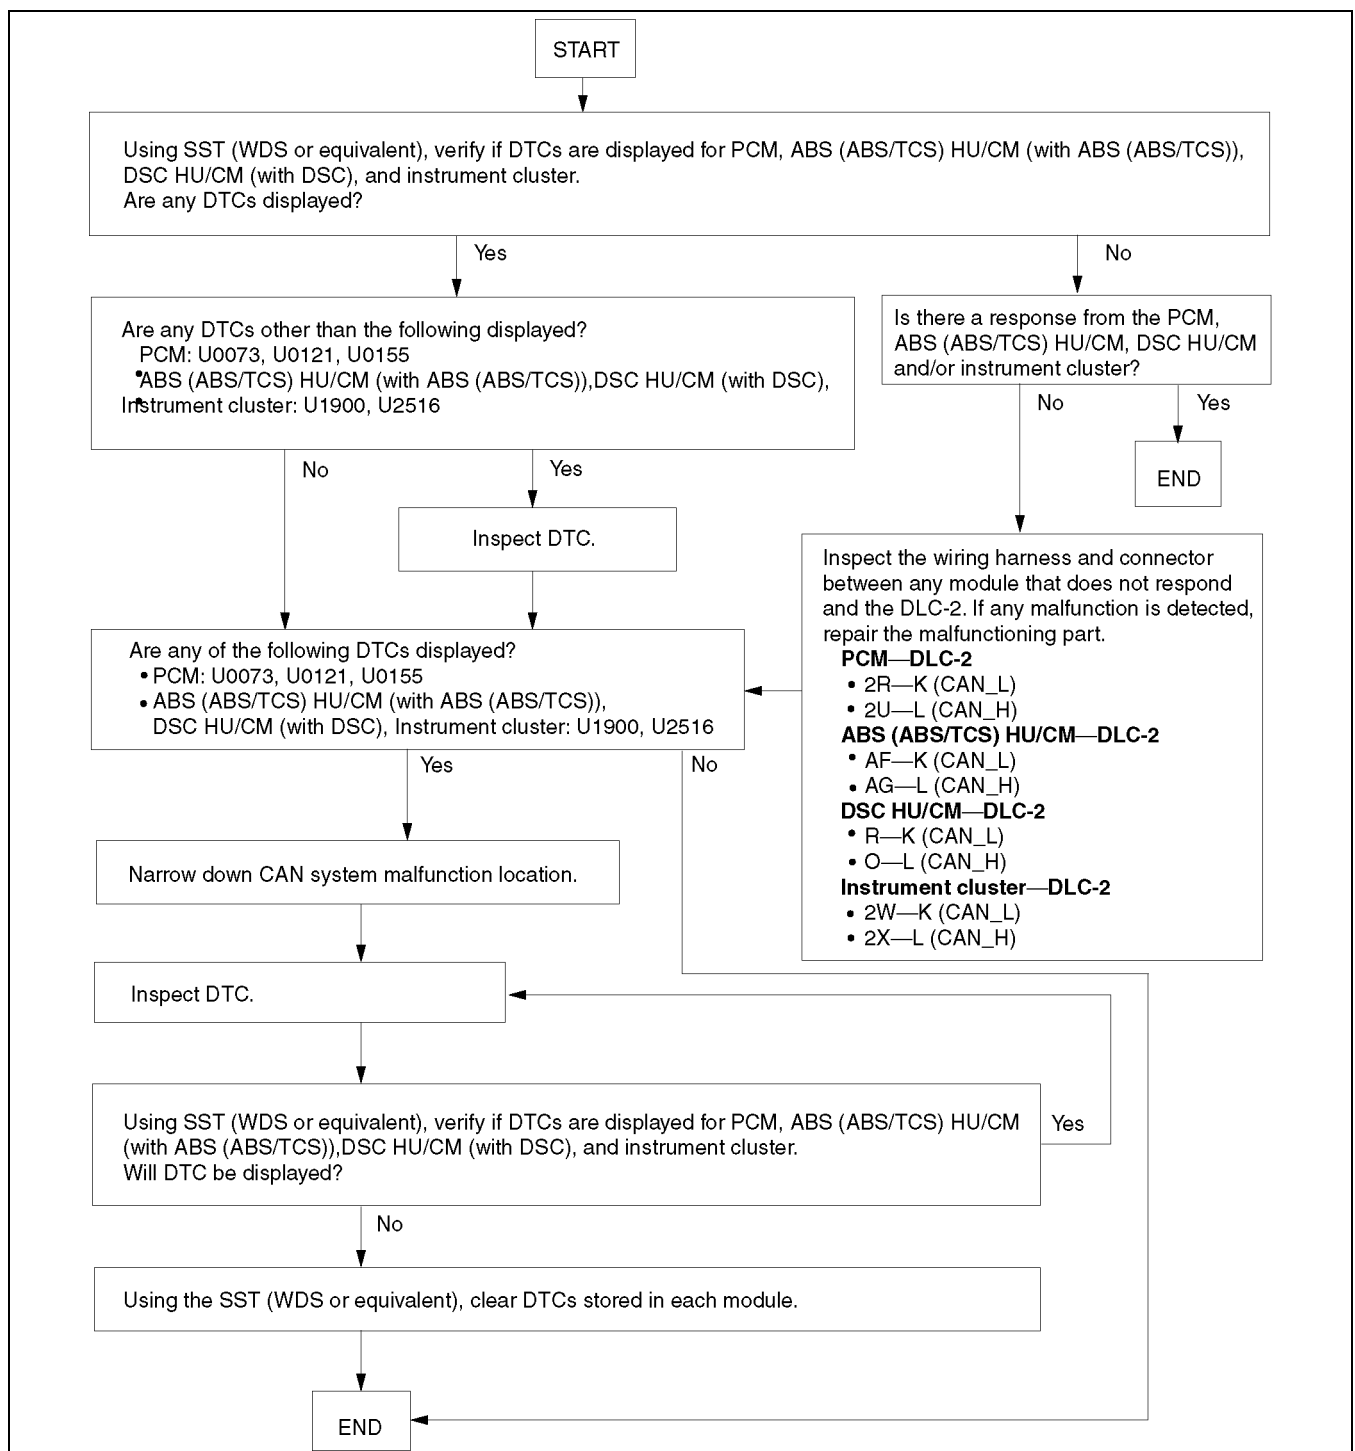 START
Using SST (WDS or equivalent), verify if DTCs are displayed for PCM, ABS (ABS/TCS) HU/CM (with ABS (ABS/TCS)),
DSC HU/CM (with DSC), and instrument cluster.
Are any DTCs displayed?
Yes
No
Are any DTCs other than the following displayed?
PCM: U0073, U0121, U0155
• ABS (ABS/TCS) HU/CM (with ABS (ABS/TCS)),DSC HU/CM (with DSC),
• Instrument cluster: U1900, U2516
Is there a response from the PCM,
ABS (ABS/TCS) HU/CM, DSC HU/CM
and/or instrument cluster?
No
Yes
No
Yes
END
Inspect DTC.
Inspect the wiring harness and connector
between any module that does not respond
and the DLC-2. If any malfunction is detected,
repair the malfunctioning part.
PCM—DLC-2
• 2R—K (CAN_L)
• 2U—L (CAN_H)
ABS (ABS/TCS) HU/CM—DLC-2
• AF—K (CAN_L)
• AG—L (CAN_H)
DSC HU/CM—DLC-2
• R—K (CAN_L)
• O—L (CAN_H)
Instrument cluster—DLC-2
• 2W—K (CAN_L)
• 2X—L (CAN_H)
Are any of the following DTCs displayed?
• PCM: U0073, U0121, U0155
• ABS (ABS/TCS) HU/CM (with ABS (ABS/TCS)),
DSC HU/CM (with DSC), Instrument cluster: U1900, U2516
Yes
No
Narrow down CAN system malfunction location.
Inspect DTC.
Using SST (WDS or equivalent), verify if DTCs are displayed for PCM, ABS (ABS/TCS) HU/CM
(with ABS (ABS/TCS)),DSC HU/CM (with DSC), and instrument cluster.
Will DTC be displayed?
Yes
No
Using the SST (WDS or equivalent), clear DTCs stored in each module.
END